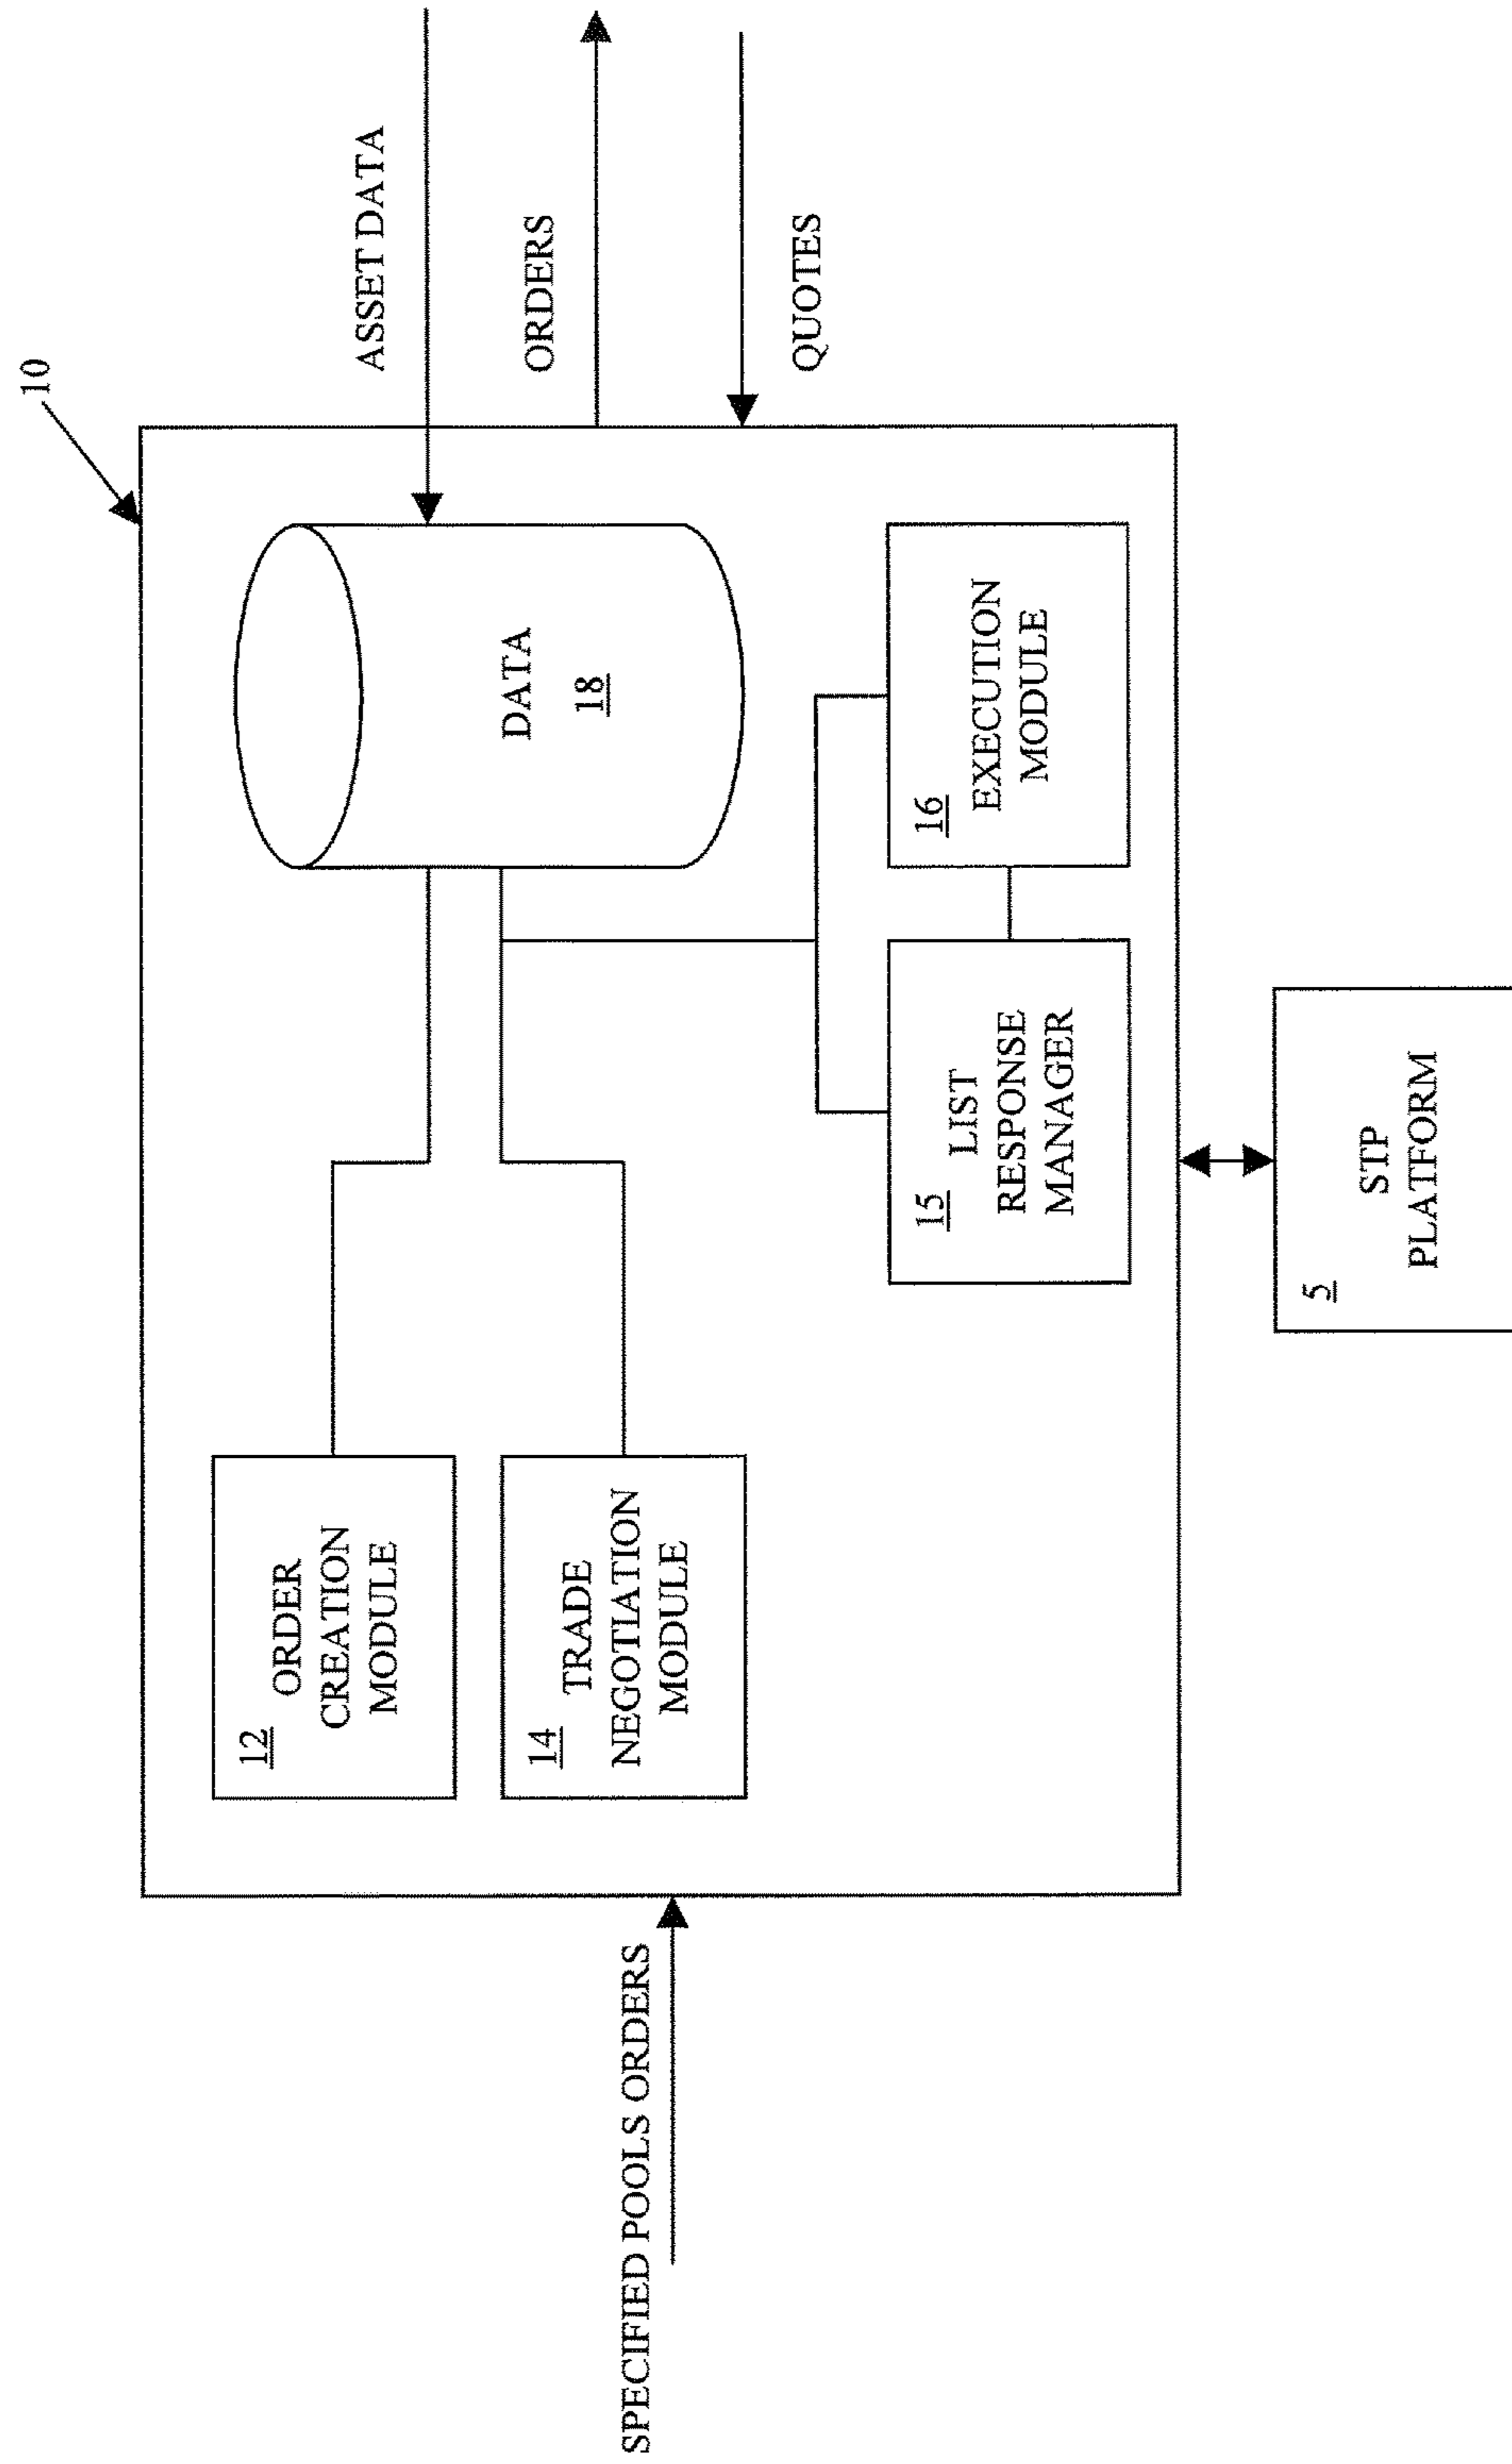 10
ASSET DATA
ORDERS
QUOTES
SPECIFIED POOLS ORDERS
12
ORDER
CREATION
MODULE
14
TRADE
NEGOTIATION
MODULE
DATA
18
15
LIST
RESPONSE
MANAGER
16
EXECUTION
MODULE
5
STP
PLATFORM